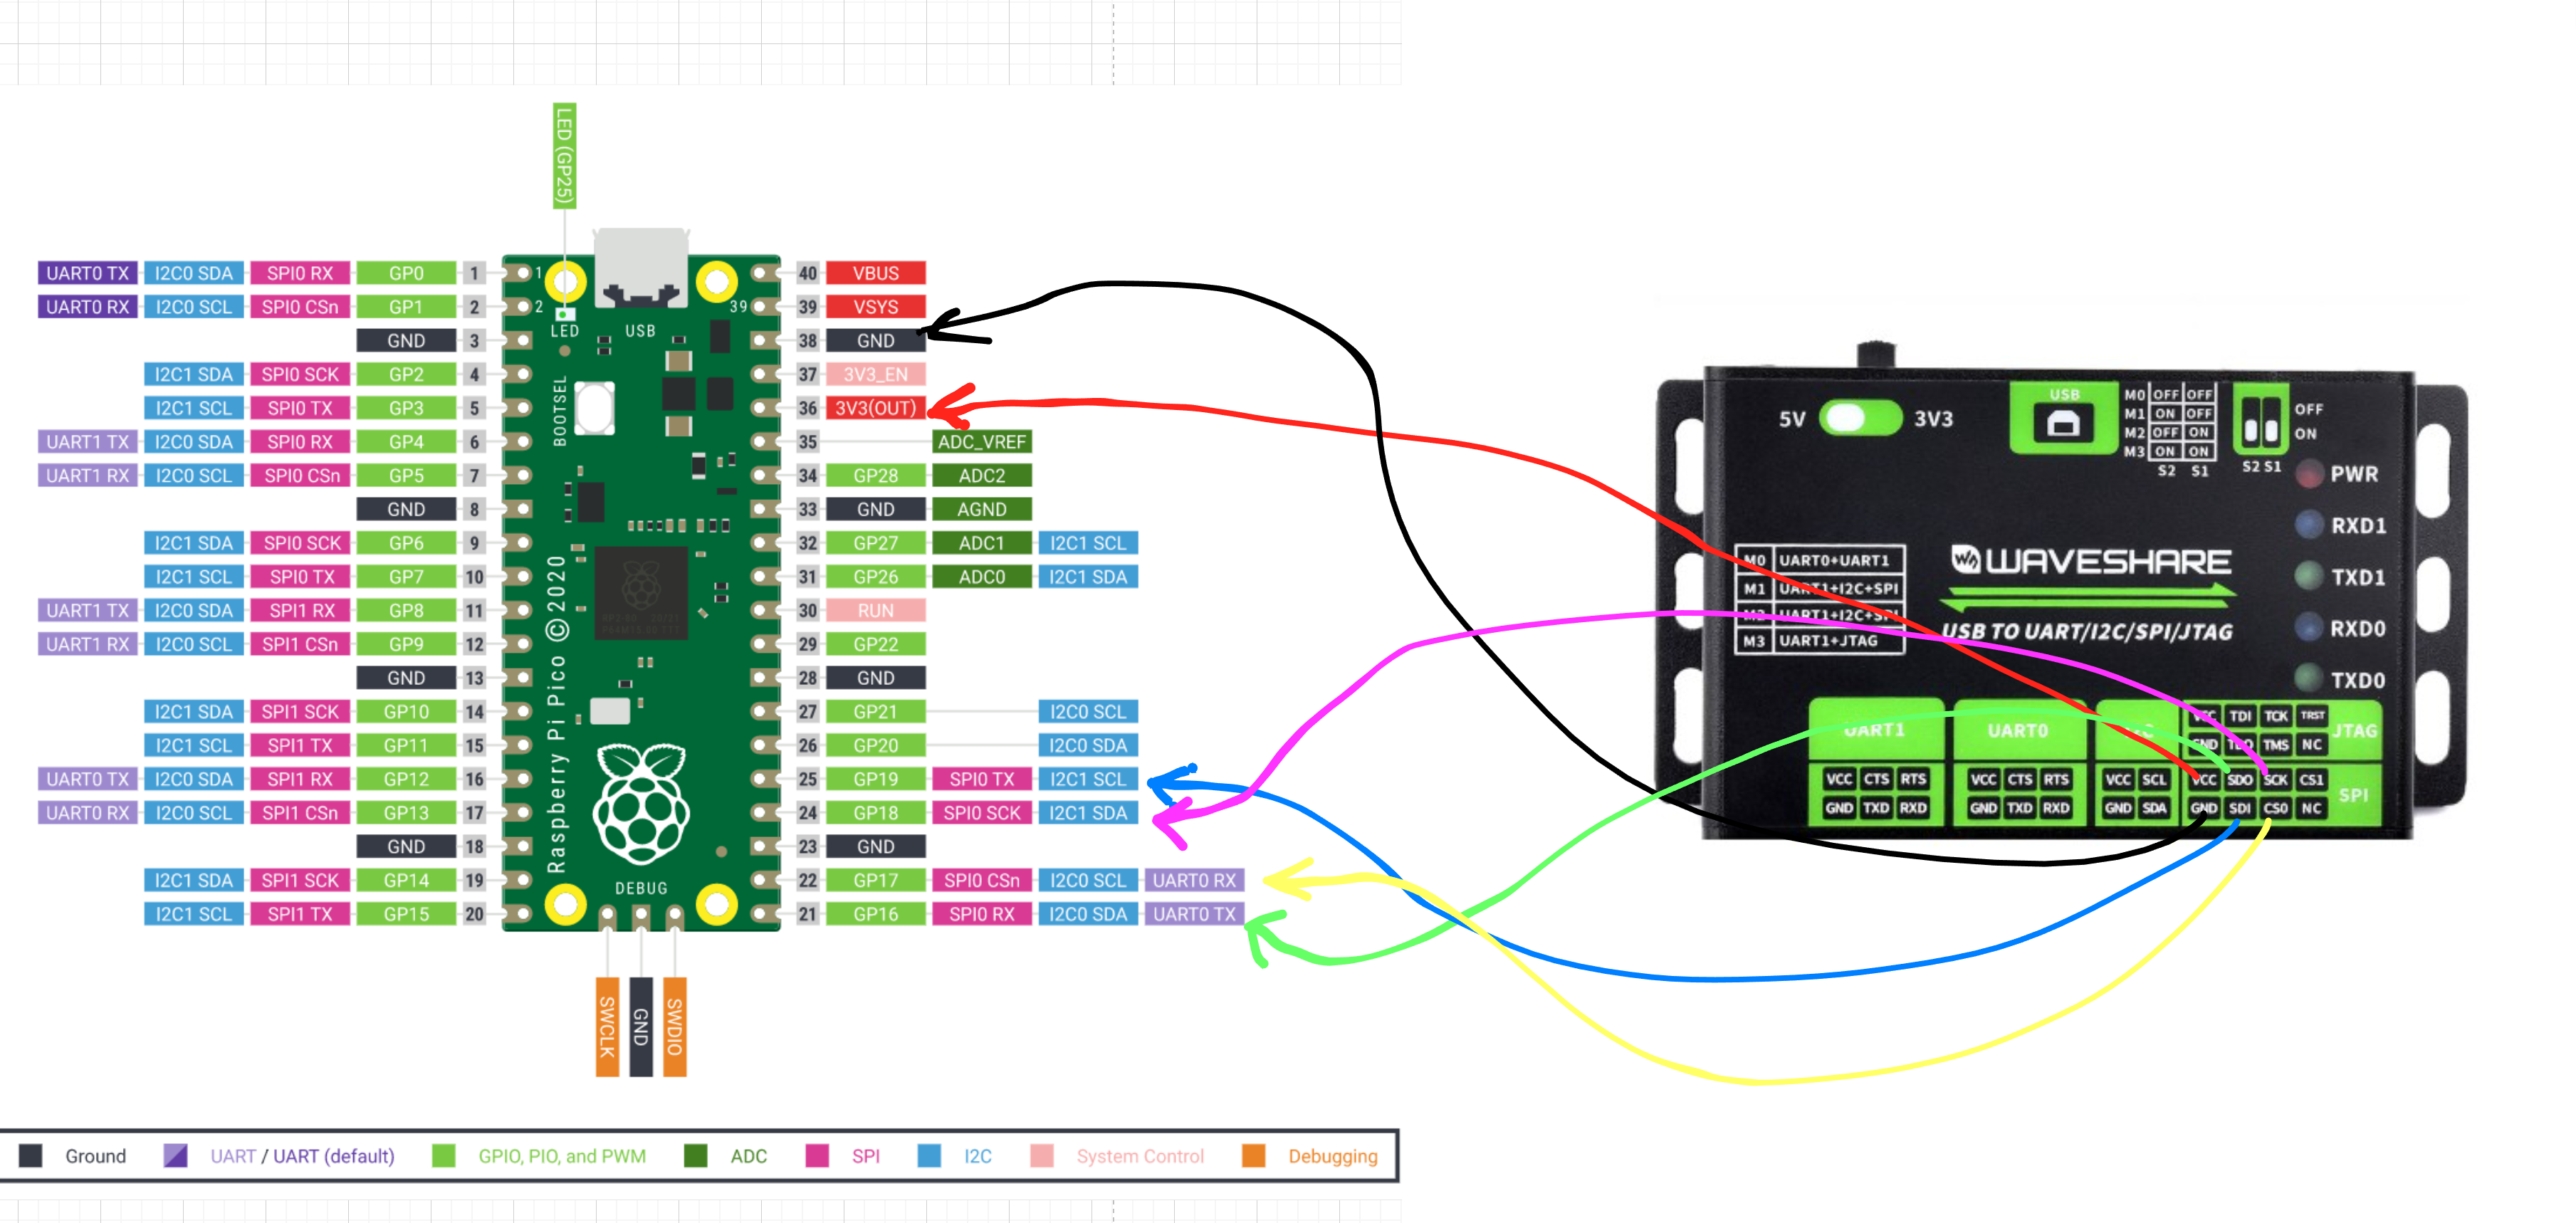 LED (GP25)
UART0 TX I2C0 SDA SPI0 RX GP0 1 1 40 VBUS
UART0 RX I2C0 SCL SPI0 CSn GP1 2 2 39 39 VSYS
LED USB
GND 3 38 GND
I2C1 SDA SPI0 SCK GP2 4 37 3V3_EN
I2C1 SCL SPI0 TX GP3 5 36 3V3(OUT)
BOOTSEL
UART1 TX I2C0 SDA SPI0 RX GP4 6 35 ADC_VREF
UART1 RX I2C0 SCL SPI0 CSn GP5 7 34 GP28 ADC2
GND 8 33 GND AGND
I2C1 SDA SPI0 SCK GP6 9 32 GP27 ADC1 I2C1 SCL
I2C1 SCL SPI0 TX GP7 10 31 GP26 ADC0 I2C1 SDA
UART1 TX I2C0 SDA SPI1 RX GP8 11 30 RUN
UART1 RX I2C0 SCL SPI1 CSn GP9 12 29 GP22
GND 13 28 GND
I2C1 SDA SPI1 SCK GP10 14 27 GP21 I2C0 SCL
I2C1 SCL SPI1 TX GP11 15 26 GP20 I2C0 SDA
UART0 TX I2C0 SDA SPI1 RX GP12 16 25 GP19 SPI0 TX I2C1 SCL
UART0 RX I2C0 SCL SPI1 CSn GP13 17 24 GP18 SPI0 SCK I2C1 SDA
GND 18 23 GND
I2C1 SDA SPI1 SCK GP14 19 22 GP17 SPI0 CSn I2C0 SCL UART0 RX
I2C1 SCL SPI1 TX GP15 20 21 GP16 SPI0 RX I2C0 SDA UART0 TX
Raspberry Pi Pico © 2020
DEBUG
SWCLK
GND
SWDIO
Ground UART / UART (default) GPIO, PIO, and PWM ADC SPI I2C System Control Debugging
5V 3V3
USB
M0 OFF OFF
M1 ON OFF
M2 OFF ON
M3 ON ON
S2 S1
OFF
ON
S2 S1
PWR
RXD1
TXD1
RXD0
TXD0
M0 UART0+UART1
M1 UART1+I2C+SPI
M2 UART1+I2C+SPI
M3 UART1+JTAG
WAVESHARE
USB TO UART/I2C/SPI/JTAG
UART1
VCC CTS RTS
GND TXD RXD
UART0
VCC CTS RTS
GND TXD RXD
I2C
VCC SCL
GND SDA
VCC TDI TCK TRST
GND TDO TMS NC
JTAG
VCC SDO SCK CS1
GND SDI CS0 NC
SPI